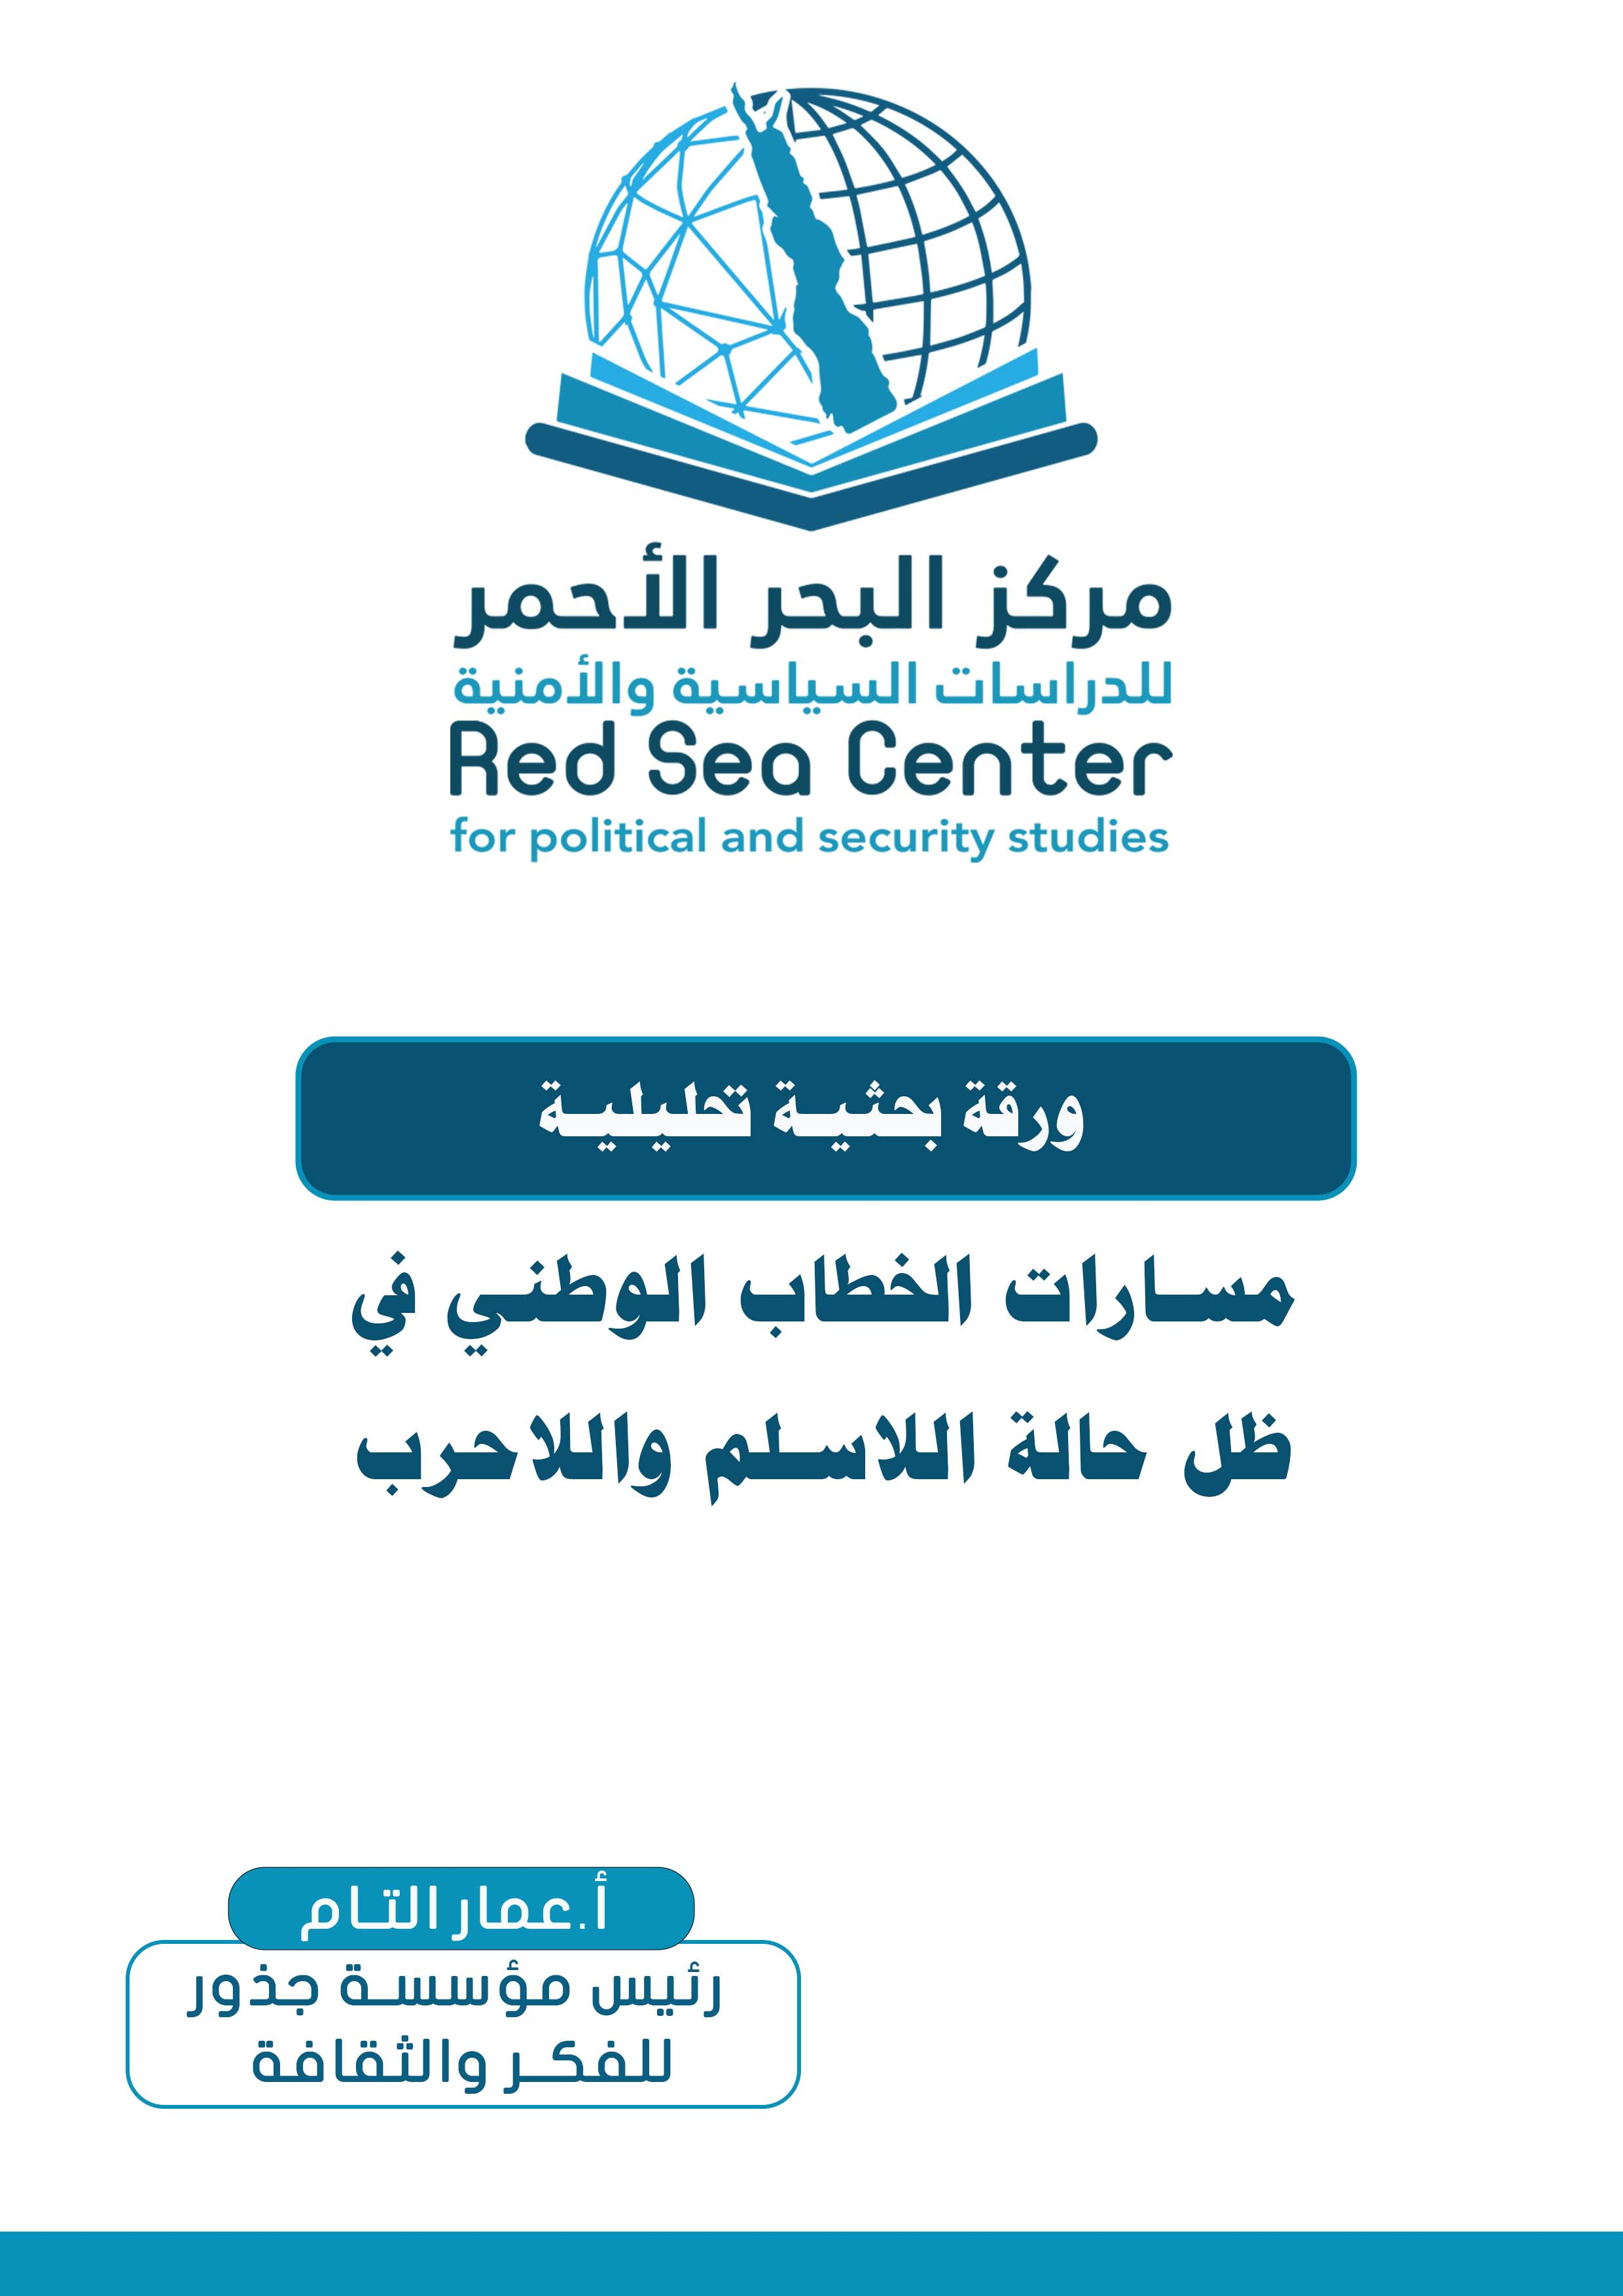 مركز البحر الأحمر
للدراسات السياسية والأمنية
Red Sea Center
for political and security studies
ورقة بحثية تحليلية
مسارات الخطاب الوطني في
ظل حالة اللاسلم واللاحرب
أ.عمار التام
رئيس مؤسسة جذور
للفكر والثقافة